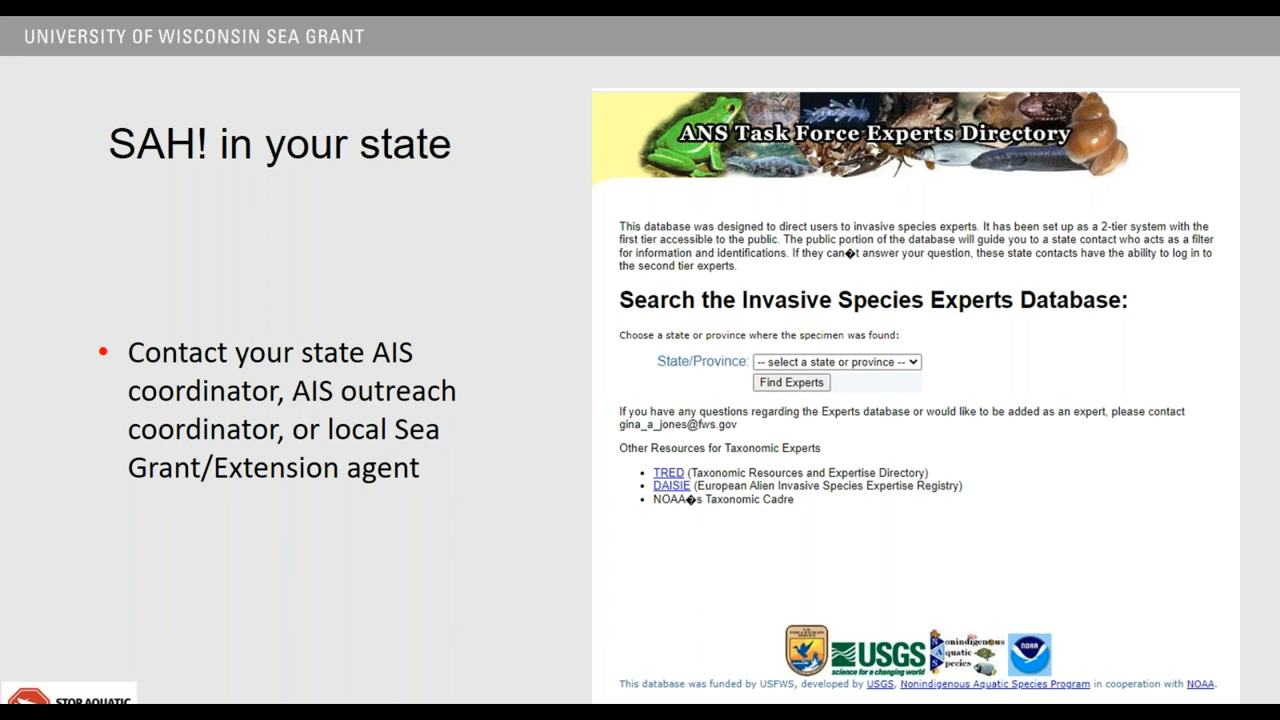 UNIVERSITY OF WISCONSIN SEA GRANT
SAH! in your state
• Contact your state AIS
coordinator, AIS outreach
coordinator, or local Sea
Grant/Extension agent
ANS Task Force Experts Directory
This database was designed to direct users to invasive species experts. It has been set up as a 2-tier system with the
first tier accessible to the public. The public portion of the database will guide you to a state contact who acts as a filter
for information and identifications. If they can�t answer your question, these state contacts have the ability to log in to
the second tier experts.
Search the Invasive Species Experts Database:
Choose a state or province where the specimen was found:
State/Province: -- select a state or province --
Find Experts
If you have any questions regarding the Experts database or would like to be added as an expert, please contact
gina_a_jones@fws.gov
Other Resources for Taxonomic Experts
• TRED (Taxonomic Resources and Expertise Directory)
• DAISIE (European Alien Invasive Species Expertise Registry)
• NOAA�s Taxonomic Cadre
USGS
science for a changing world
Nonindigenous
Aquatic
Species
NOAA
This database was funded by USFWS, developed by USGS, Nonindigenous Aquatic Species Program in cooperation with NOAA.
STOP AQUATIC